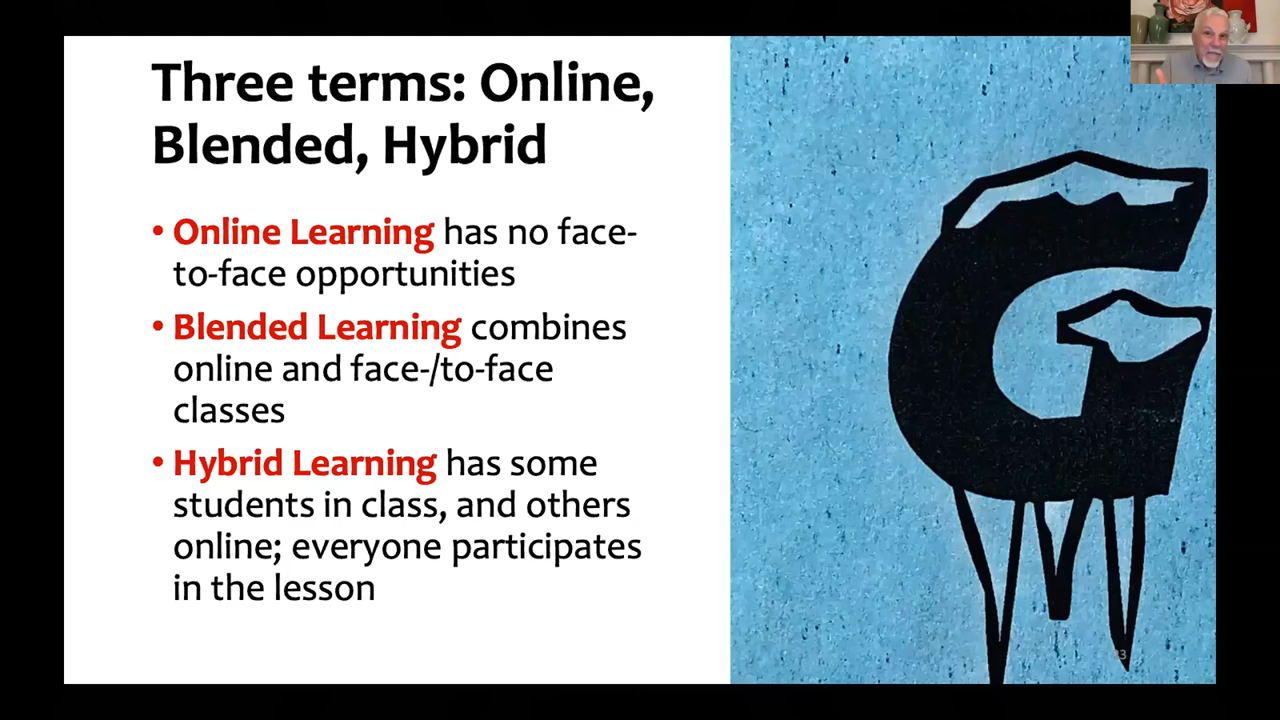 Three terms: Online,
Blended, Hybrid
• Online Learning has no face-
to-face opportunities
• Blended Learning combines
online and face-/to-face
classes
• Hybrid Learning has some
students in class, and others
online; everyone participates
in the lesson
G